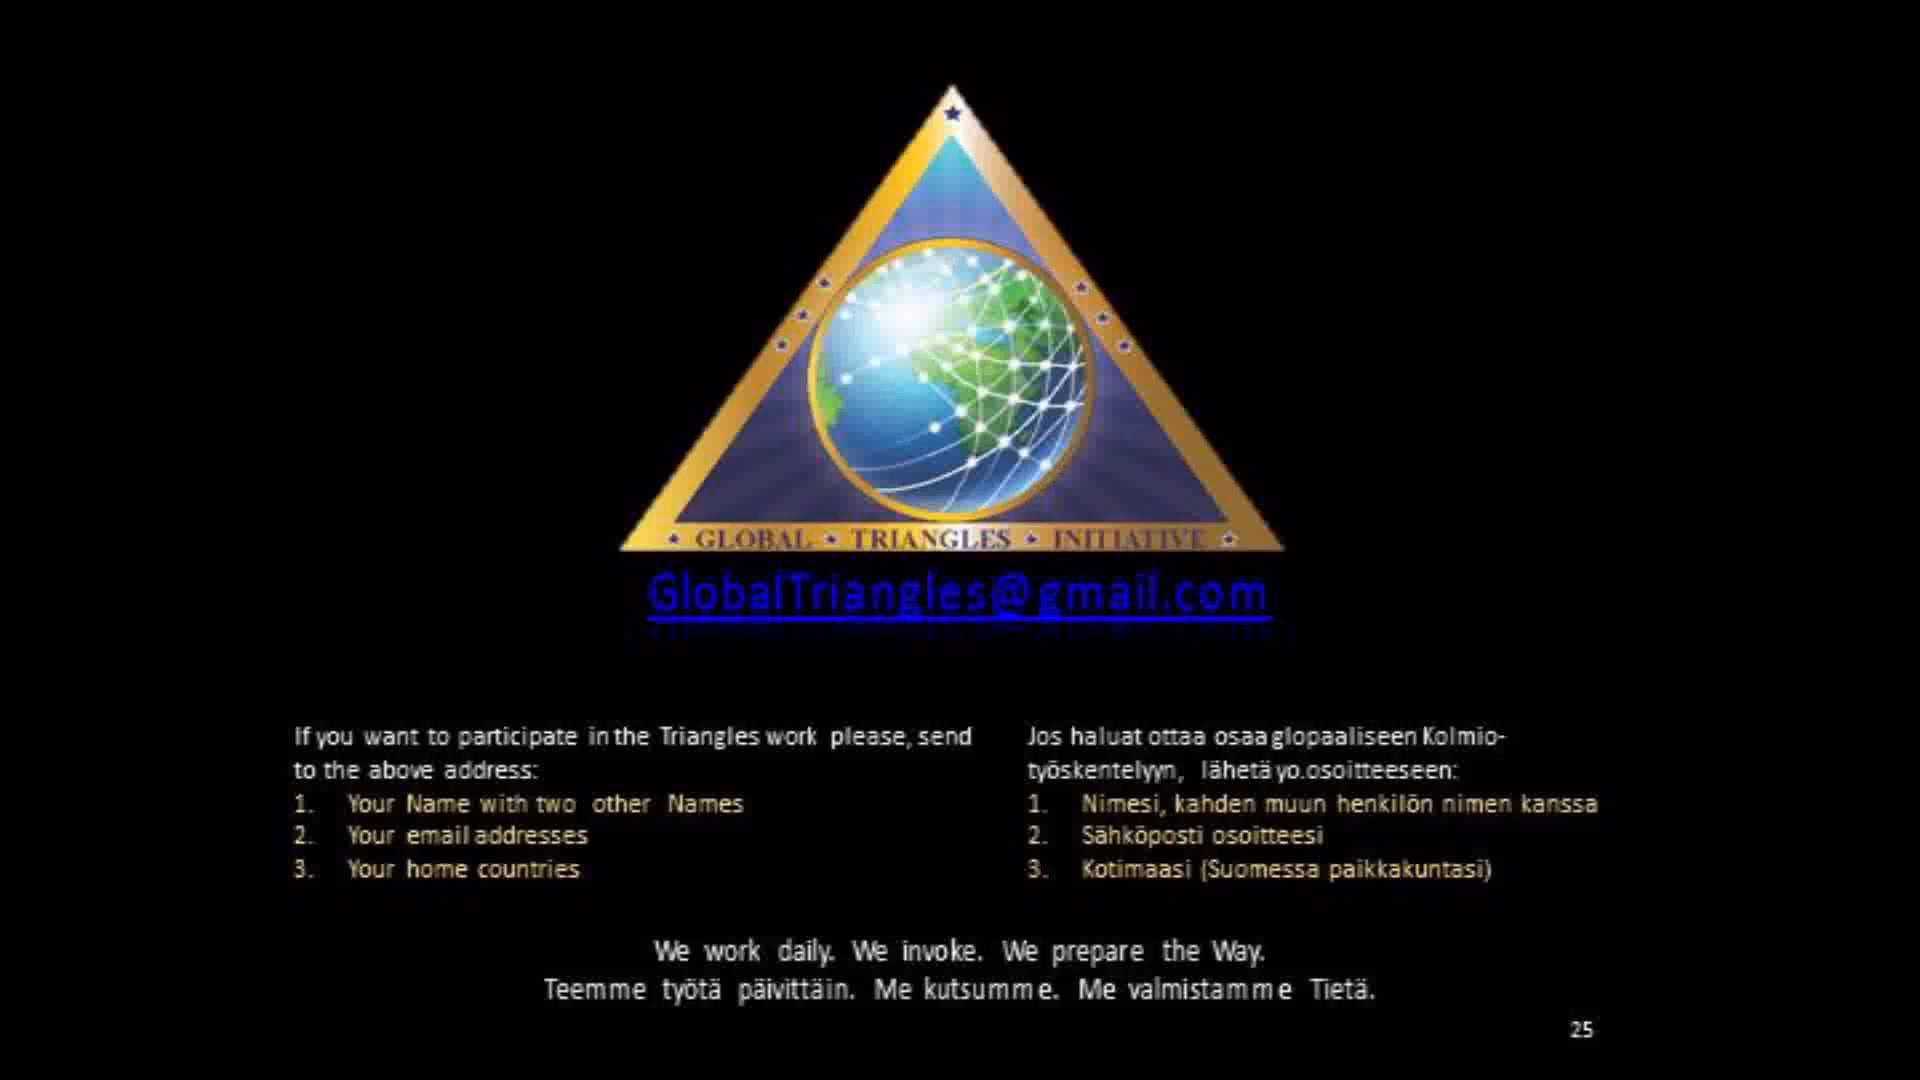 GLOBAL ★ TRIANGLES ★ INITIATIVE
GlobalTriangles@gmail.com
If you want to participate in the Triangles work please, send
to the above address:
1. Your Name with two other Names
2. Your email addresses
3. Your home countries
Jos haluat ottaa osaa glopaaliseen Kolmio-
työskentelyyn, lähetä yo.osoitteeseen:
1. Nimesi, kahden muun henkilön nimen kanssa
2. Sähköposti osoitteesi
3. Kotimaasi (Suomessa paikkakuntasi)
We work daily. We invoke. We prepare the Way.
Teemme työtä päivittäin. Me kutsumme. Me valmistamme Tietä.
25